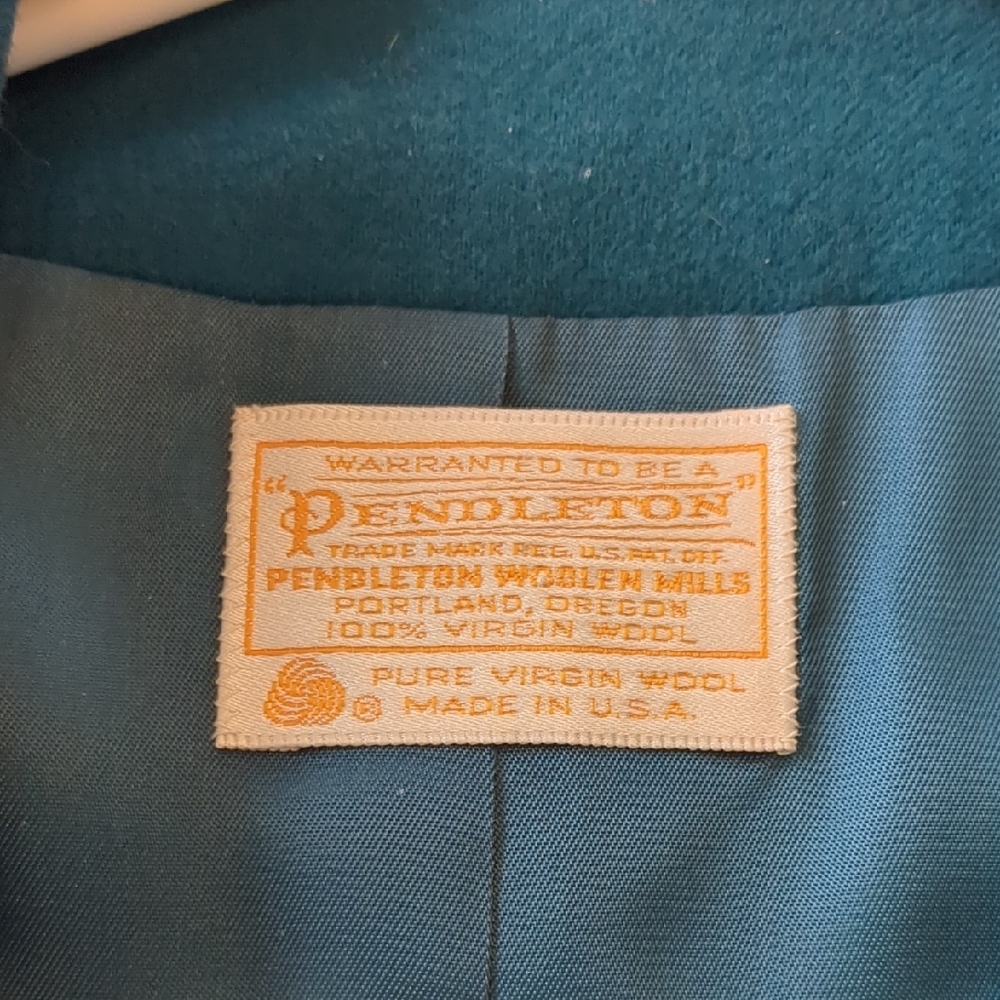 WARRANTED TO BE A
"PENDLETON"
TRADE MARK REG. U.S. PAT. OFF.
PENDLETON WOOLEN MILLS
PORTLAND, OREGON
100% VIRGIN WOOL
PURE VIRGIN WOOL
® MADE IN U.S.A.